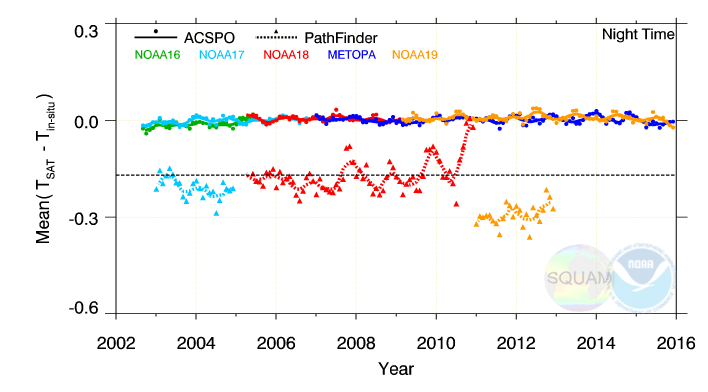 0.3
ACSPO PathFinder Night Time
NOAA16 NOAA17 NOAA18 METOPA NOAA19
0.0
Mean( T_SAT - T_in-situ )
-0.3
SQUAM NOAA
-0.6
2002 2004 2006 2008 2010 2012 2014 2016
Year